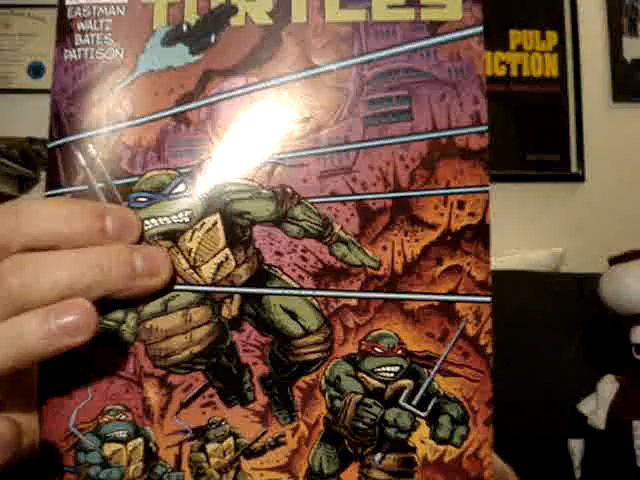 TURTLES
EASTMAN
WALTZ
BATES
PATTISON
PULP
FICTION